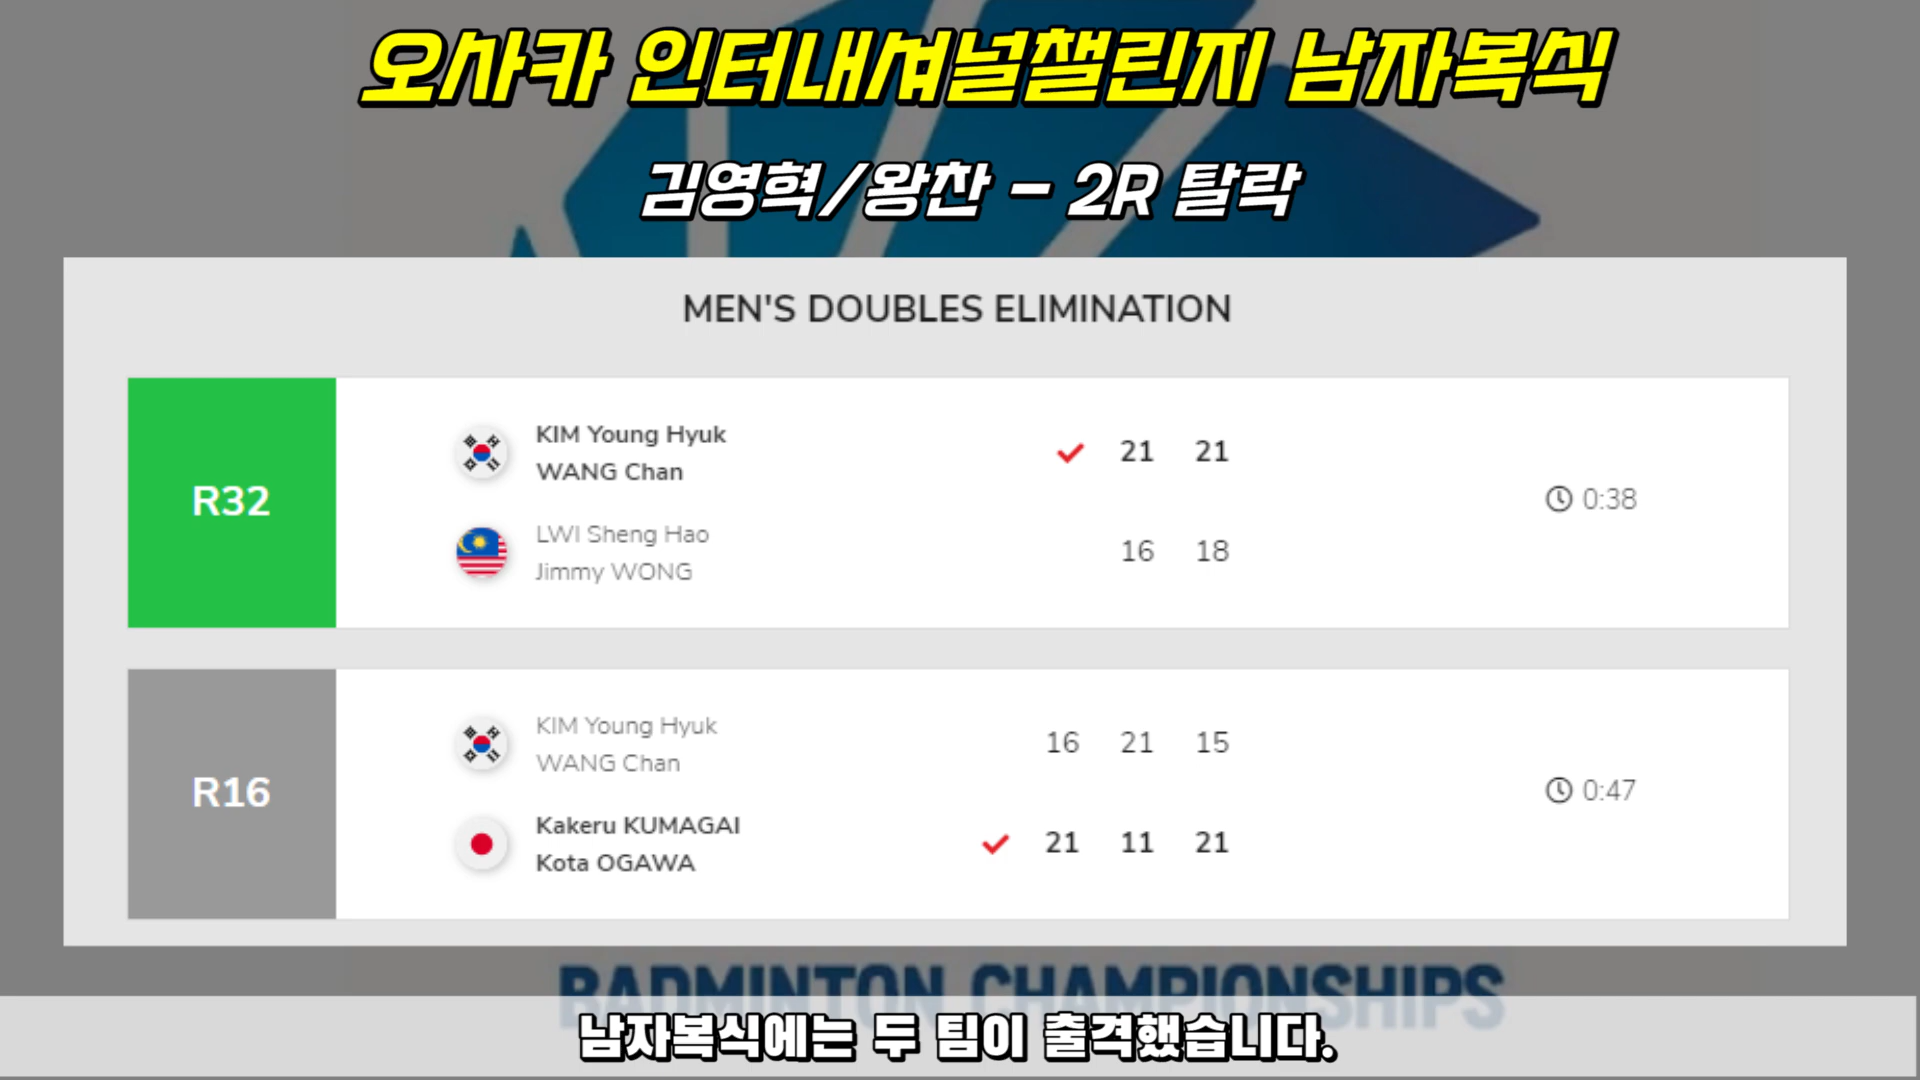 오사카 인터내셔널챌린지 남자복식
김영혁/왕찬 - 2R 탈락
MEN'S DOUBLES ELIMINATION
R32
KIM Young Hyuk
WANG Chan
21 21
LWI Sheng Hao
Jimmy WONG
16 18
0:38
R16
KIM Young Hyuk
WANG Chan
16 21 15
Kakeru KUMAGAI
Kota OGAWA
21 11 21
0:47
BADMINTON CHAMPIONSHIPS
남자복식에는 두 팀이 출격했습니다.